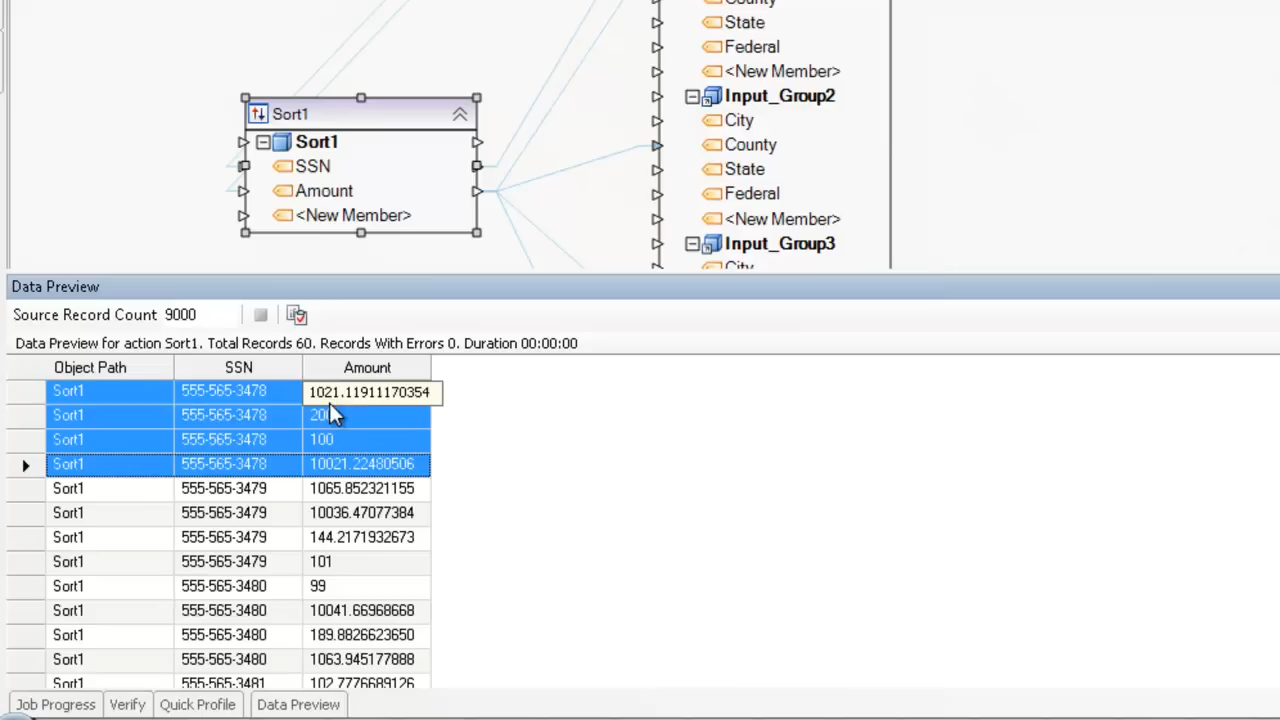 County
State
Federal
<New Member>
Input_Group2
City
County
State
Federal
<New Member>
Input_Group3
City
Sort1
Sort1
SSN
Amount
<New Member>
Data Preview
Source Record Count 9000
Data Preview for action Sort1. Total Records 60, Records With Errors 0. Duration 00:00:00
Object Path SSN Amount
Sort1 555-565-3478 1021.11911170354
Sort1 555-565-3478
Sort1 555-565-3478 100
Sort1 555-565-3478 10021.22480506
Sort1 555-565-3479 1065.852321155
Sort1 555-565-3479 10036.47077384
Sort1 555-565-3479 144.2171932673
Sort1 555-565-3479 101
Sort1 555-565-3480 99
Sort1 555-565-3480 10041.66968668
Sort1 555-565-3480 189.8826623650
Sort1 555-565-3480 1063.945177888
Sort1 555-565-3481 102.7776689126
Job Progress Verify Quick Profile Data Preview